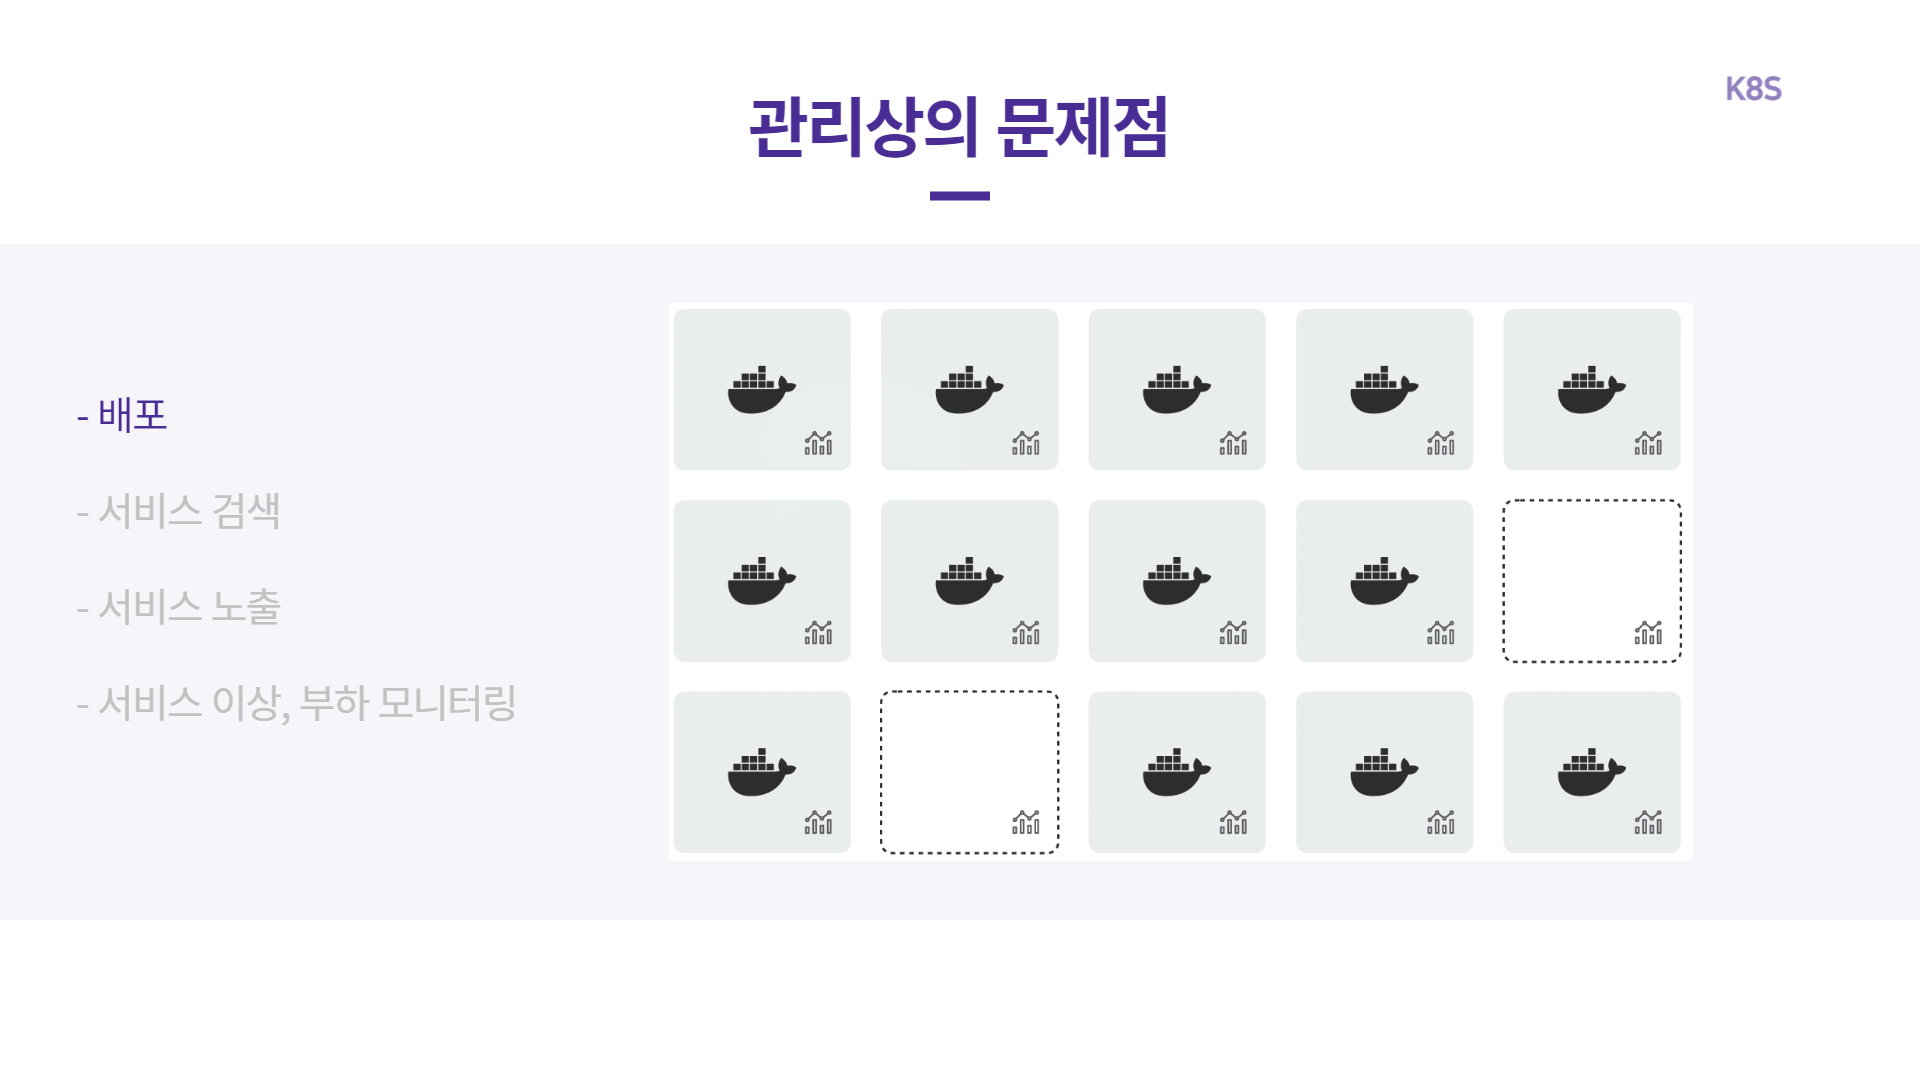 K8S
관리상의 문제점
- 배포
- 서비스 검색
- 서비스 노출
- 서비스 이상, 부하 모니터링